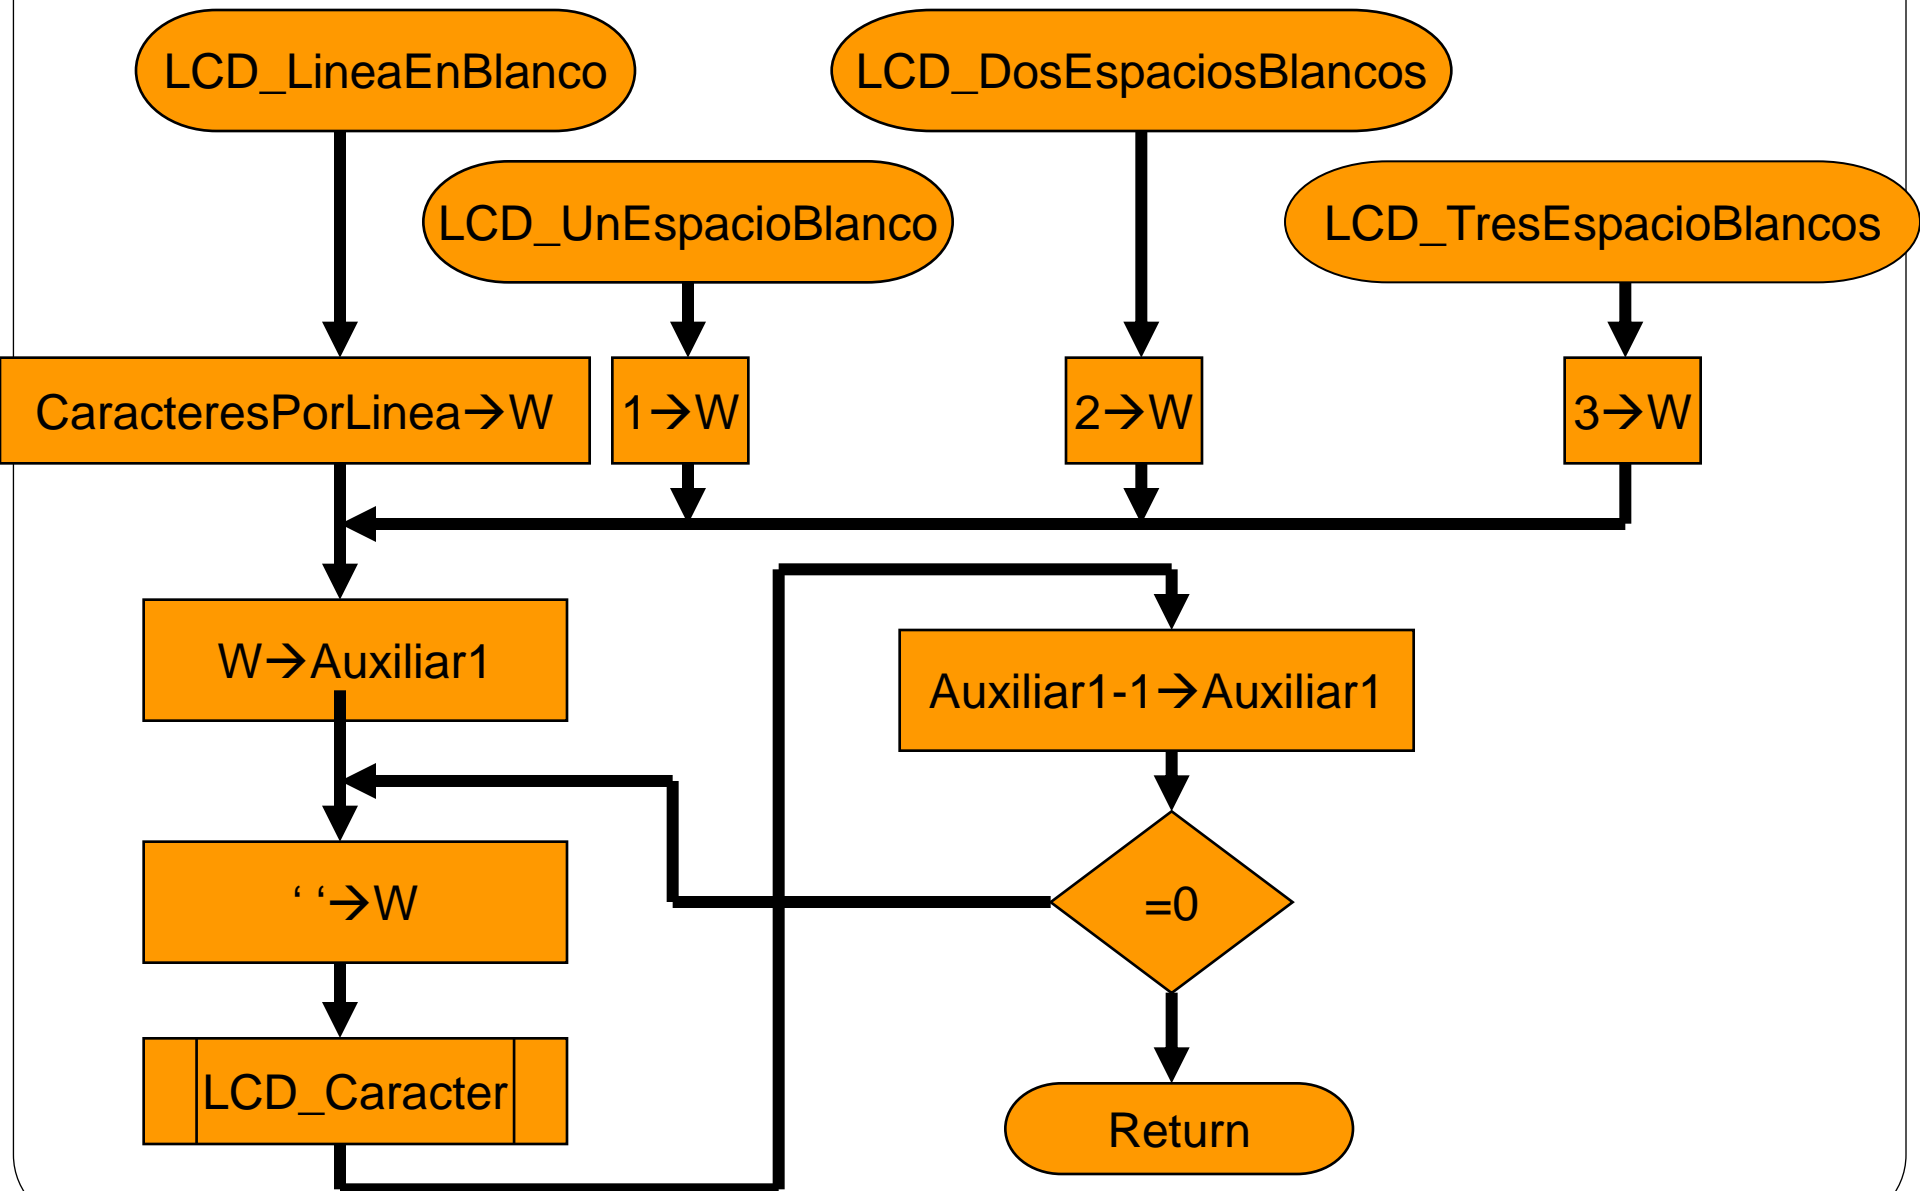 LCD_LineaEnBlanco
LCD_DosEspaciosBlancos
LCD_UnEspacioBlanco
LCD_TresEspacioBlancos
CaracteresPorLinea→W
1→W
2→W
3→W
W→Auxiliar1
Auxiliar1-1→Auxiliar1
‘ ‘→W
=0
LCD_Caracter
Return